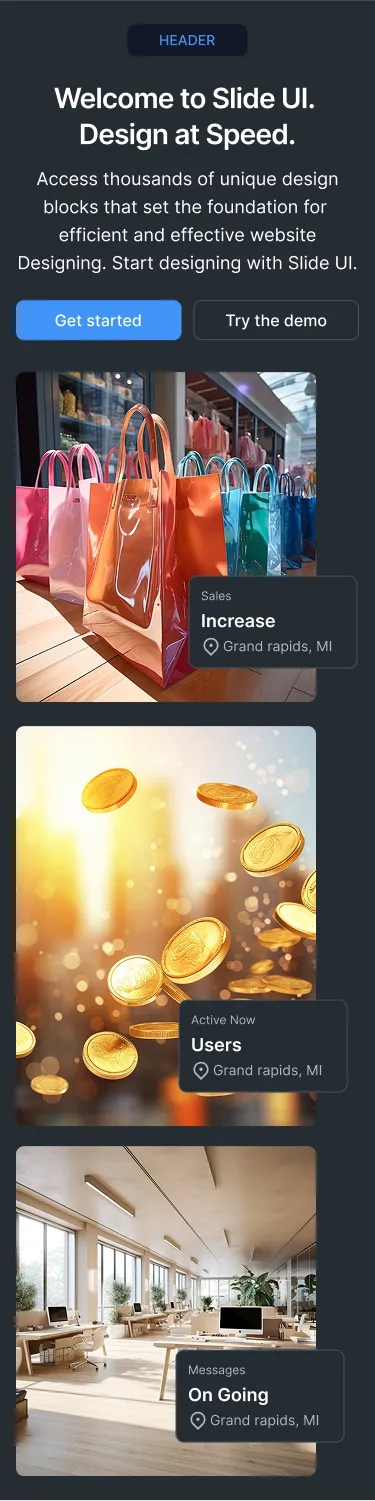 HEADER
Welcome to Slide UI.
Design at Speed.
Access thousands of unique design
blocks that set the foundation for
efficient and effective website
Designing. Start designing with Slide UI.
Get started
Try the demo
Sales
Increase
Grand rapids, MI
Active Now
Users
Grand rapids, MI
Messages
On Going
Grand rapids, MI